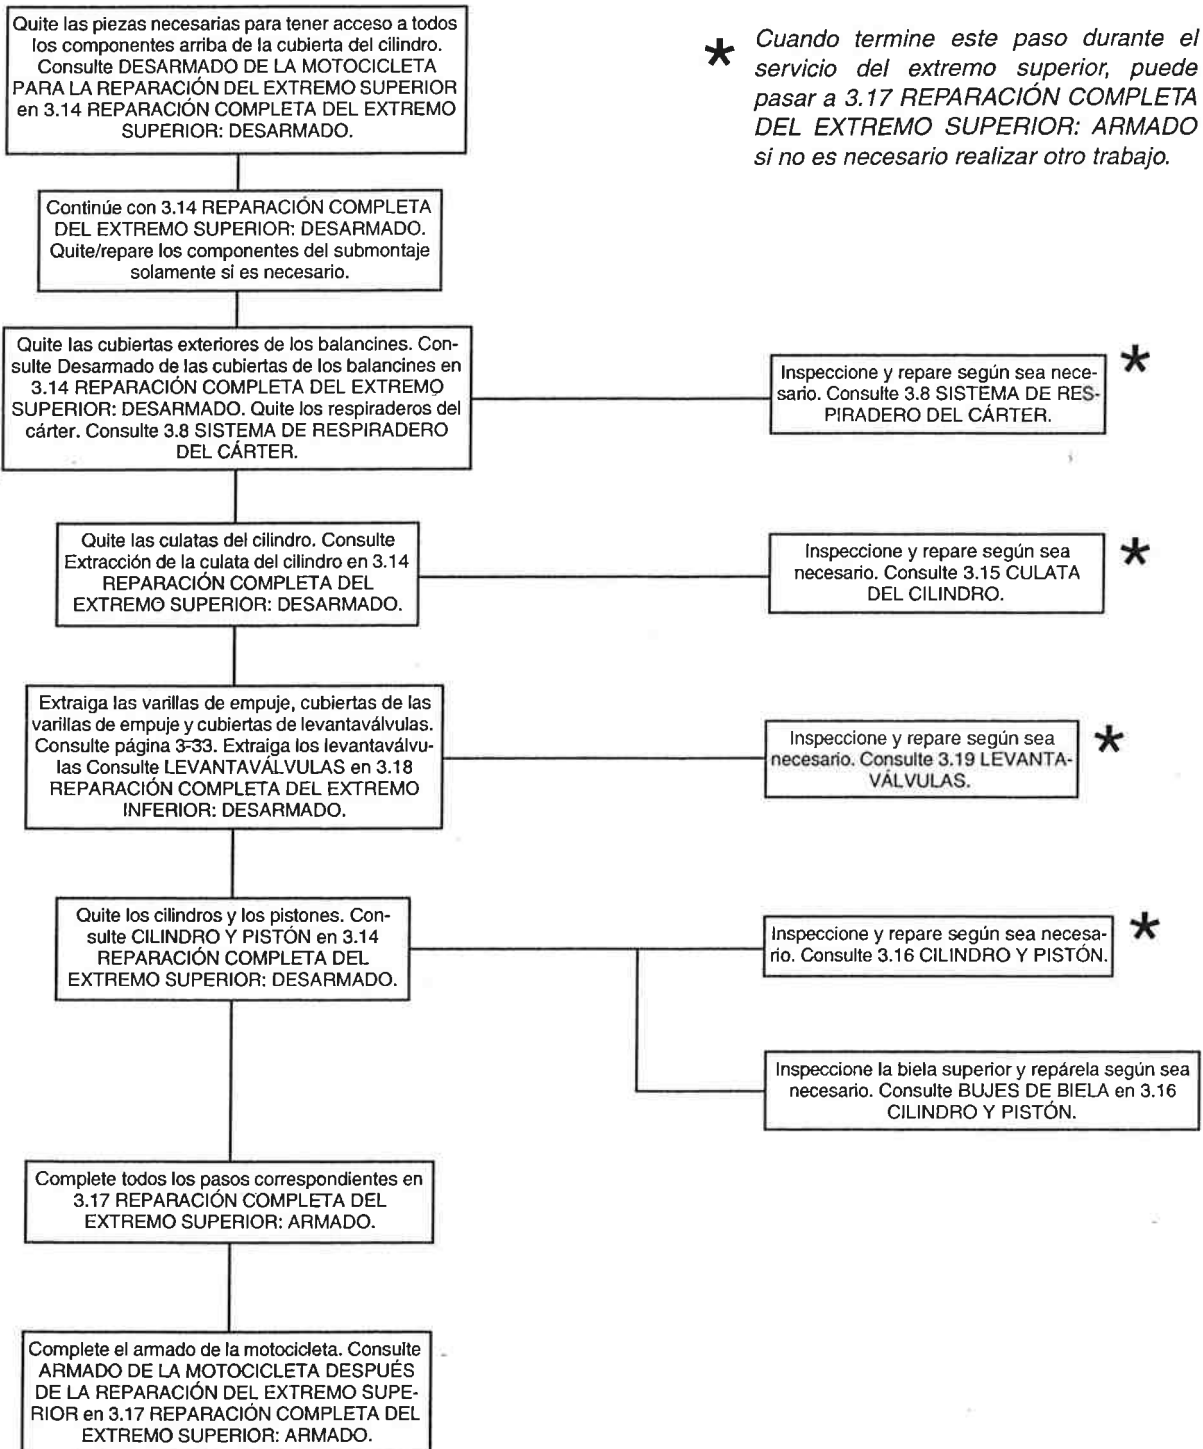 Quite las piezas necesarias para tener acceso a todos
los componentes arriba de la cubierta del cilindro.
Consulte DESARMADO DE LA MOTOCICLETA
PARA LA REPARACIÓN DEL EXTREMO SUPERIOR
en 3.14 REPARACIÓN COMPLETA DEL EXTREMO
SUPERIOR: DESARMADO.
* Cuando termine este paso durante el
servicio del extremo superior, puede
pasar a 3.17 REPARACIÓN COMPLETA
DEL EXTREMO SUPERIOR: ARMADO
si no es necesario realizar otro trabajo.
Continúe con 3.14 REPARACIÓN COMPLETA
DEL EXTREMO SUPERIOR: DESARMADO.
Quite/repare los componentes del submontaje
solamente si es necesario.
Quite las cubiertas exteriores de los balancines. Con-
sulte Desarmado de las cubiertas de los balancines en
3.14 REPARACIÓN COMPLETA DEL EXTREMO
SUPERIOR: DESARMADO. Quite los respiraderos del
cárter. Consulte 3.8 SISTEMA DE RESPIRADERO
DEL CÁRTER.
Inspeccione y repare según sea nece-
sario. Consulte 3.8 SISTEMA DE RES-
PIRADERO DEL CÁRTER.
*
Quite las culatas del cilindro. Consulte
Extracción de la culata del cilindro en 3.14
REPARACIÓN COMPLETA DEL
EXTREMO SUPERIOR: DESARMADO.
Inspeccione y repare según sea
necesario. Consulte 3.15 CULATA
DEL CILINDRO.
*
Extraiga las varillas de empuje, cubiertas de las
varillas de empuje y cubiertas de levantaválvulas.
Consulte página 3-33. Extraiga los levantaválvu-
las Consulte LEVANTAVÁLVULAS en 3.18
REPARACIÓN COMPLETA DEL EXTREMO
INFERIOR: DESARMADO.
Inspeccione y repare según sea
necesario. Consulte 3.19 LEVANTA-
VÁLVULAS.
*
Quite los cilindros y los pistones. Con-
sulte CILINDRO Y PISTÓN en 3.14
REPARACIÓN COMPLETA DEL
EXTREMO SUPERIOR: DESARMADO.
Inspeccione y repare según sea necesa-
rio. Consulte 3.16 CILINDRO Y PISTÓN.
*
Inspeccione la biela superior y repárela según sea
necesario. Consulte BUJES DE BIELA en 3.16
CILINDRO Y PISTÓN.
Complete todos los pasos correspondientes en
3.17 REPARACIÓN COMPLETA DEL
EXTREMO SUPERIOR: ARMADO.
Complete el armado de la motocicleta. Consulte
ARMADO DE LA MOTOCICLETA DESPUÉS
DE LA REPARACIÓN DEL EXTREMO SUPE-
RIOR en 3.17 REPARACIÓN COMPLETA DEL
EXTREMO SUPERIOR: ARMADO.